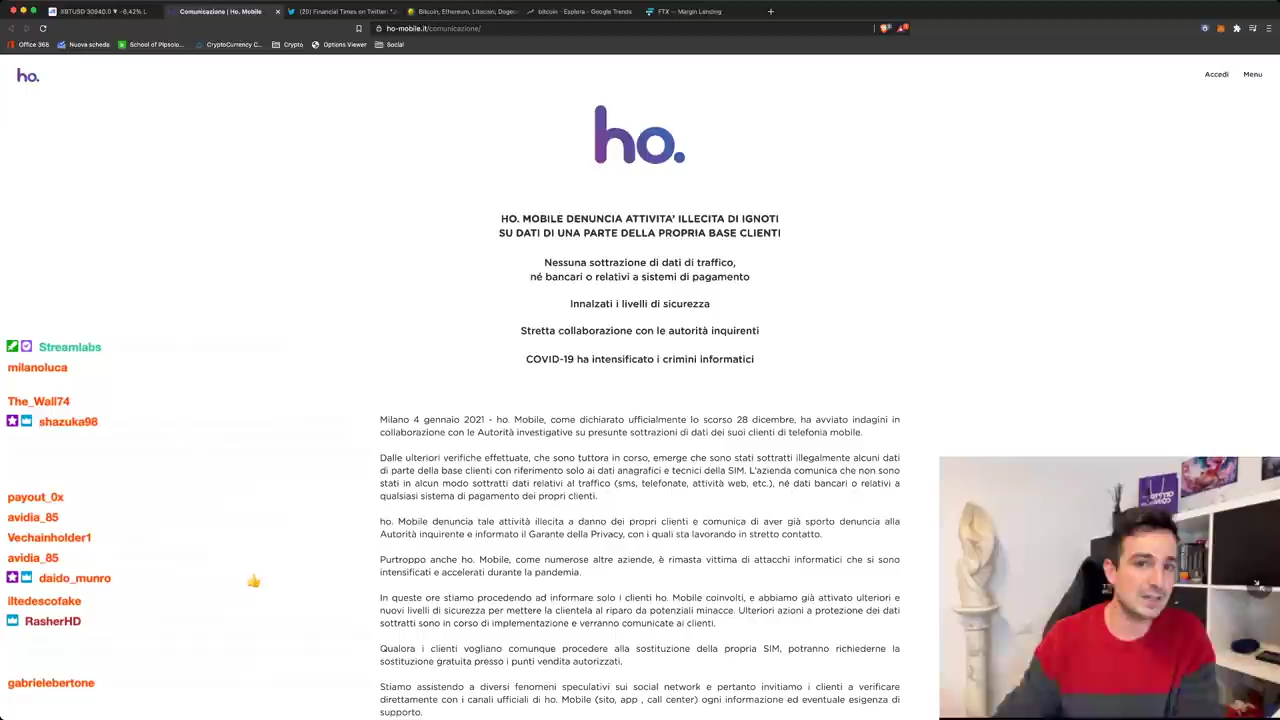 XBTUSD 30940.0 ▼ -6,42% L
Comunicazione | Ho. Mobile
(20) Financial Times on Twitter: "J
Bitcoin, Ethereum, Litecoin, Dogec
bitcoin - Esplora - Google Trends
FTX — Margin Lending
ho-mobile.it/comunicazione/
Office 365
Nuova scheda
School of Pipsolo...
CryptoCurrency C...
Crypto
Options Viewer
Social
ho.
Accedi
Menu
ho.
HO. MOBILE DENUNCIA ATTIVITA' ILLECITA DI IGNOTI
SU DATI DI UNA PARTE DELLA PROPRIA BASE CLIENTI
Nessuna sottrazione di dati di traffico,
né bancari o relativi a sistemi di pagamento
Innalzati i livelli di sicurezza
Stretta collaborazione con le autorità inquirenti
COVID-19 ha intensificato i crimini informatici
Milano 4 gennaio 2021 - ho. Mobile, come dichiarato ufficialmente lo scorso 28 dicembre, ha avviato indagini in
collaborazione con le Autorità investigative su presunte sottrazioni di dati dei suoi clienti di telefonia mobile.
Dalle ulteriori verifiche effettuate, che sono tuttora in corso, emerge che sono stati sottratti illegalmente alcuni dati
di parte della base clienti con riferimento solo ai dati anagrafici e tecnici della SIM. L'azienda comunica che non sono
stati in alcun modo sottratti dati relativi al traffico (sms, telefonate, attività web, etc.), né dati bancari o relativi a
qualsiasi sistema di pagamento dei propri clienti.
ho. Mobile denuncia tale attività illecita a danno dei propri clienti e comunica di aver già sporto denuncia alla
Autorità inquirente e informato il Garante della Privacy, con i quali sta lavorando in stretto contatto.
Purtroppo anche ho. Mobile, come numerose altre aziende, è rimasta vittima di attacchi informatici che si sono
intensificati e accelerati durante la pandemia.
In queste ore stiamo procedendo ad informare solo i clienti ho. Mobile coinvolti, e abbiamo già attivato ulteriori e
nuovi livelli di sicurezza per mettere la clientela al riparo da potenziali minacce. Ulteriori azioni a protezione dei dati
sottratti sono in corso di implementazione e verranno comunicate ai clienti.
Qualora i clienti vogliano comunque procedere alla sostituzione della propria SIM, potranno richiederne la
sostituzione gratuita presso i punti vendita autorizzati.
Stiamo assistendo a diversi fenomeni speculativi sui social network e pertanto invitiamo i clienti a verificare
direttamente con i canali ufficiali di ho. Mobile (sito, app , call center) ogni informazione ed eventuale esigenza di
supporto.
Streamlabs
milanoluca
The_Wall74
shazuka98
payout_0x
avidia_85
Vechainholder1
avidia_85
daido_munro
iltedescofake
RasherHD
gabrielebertone